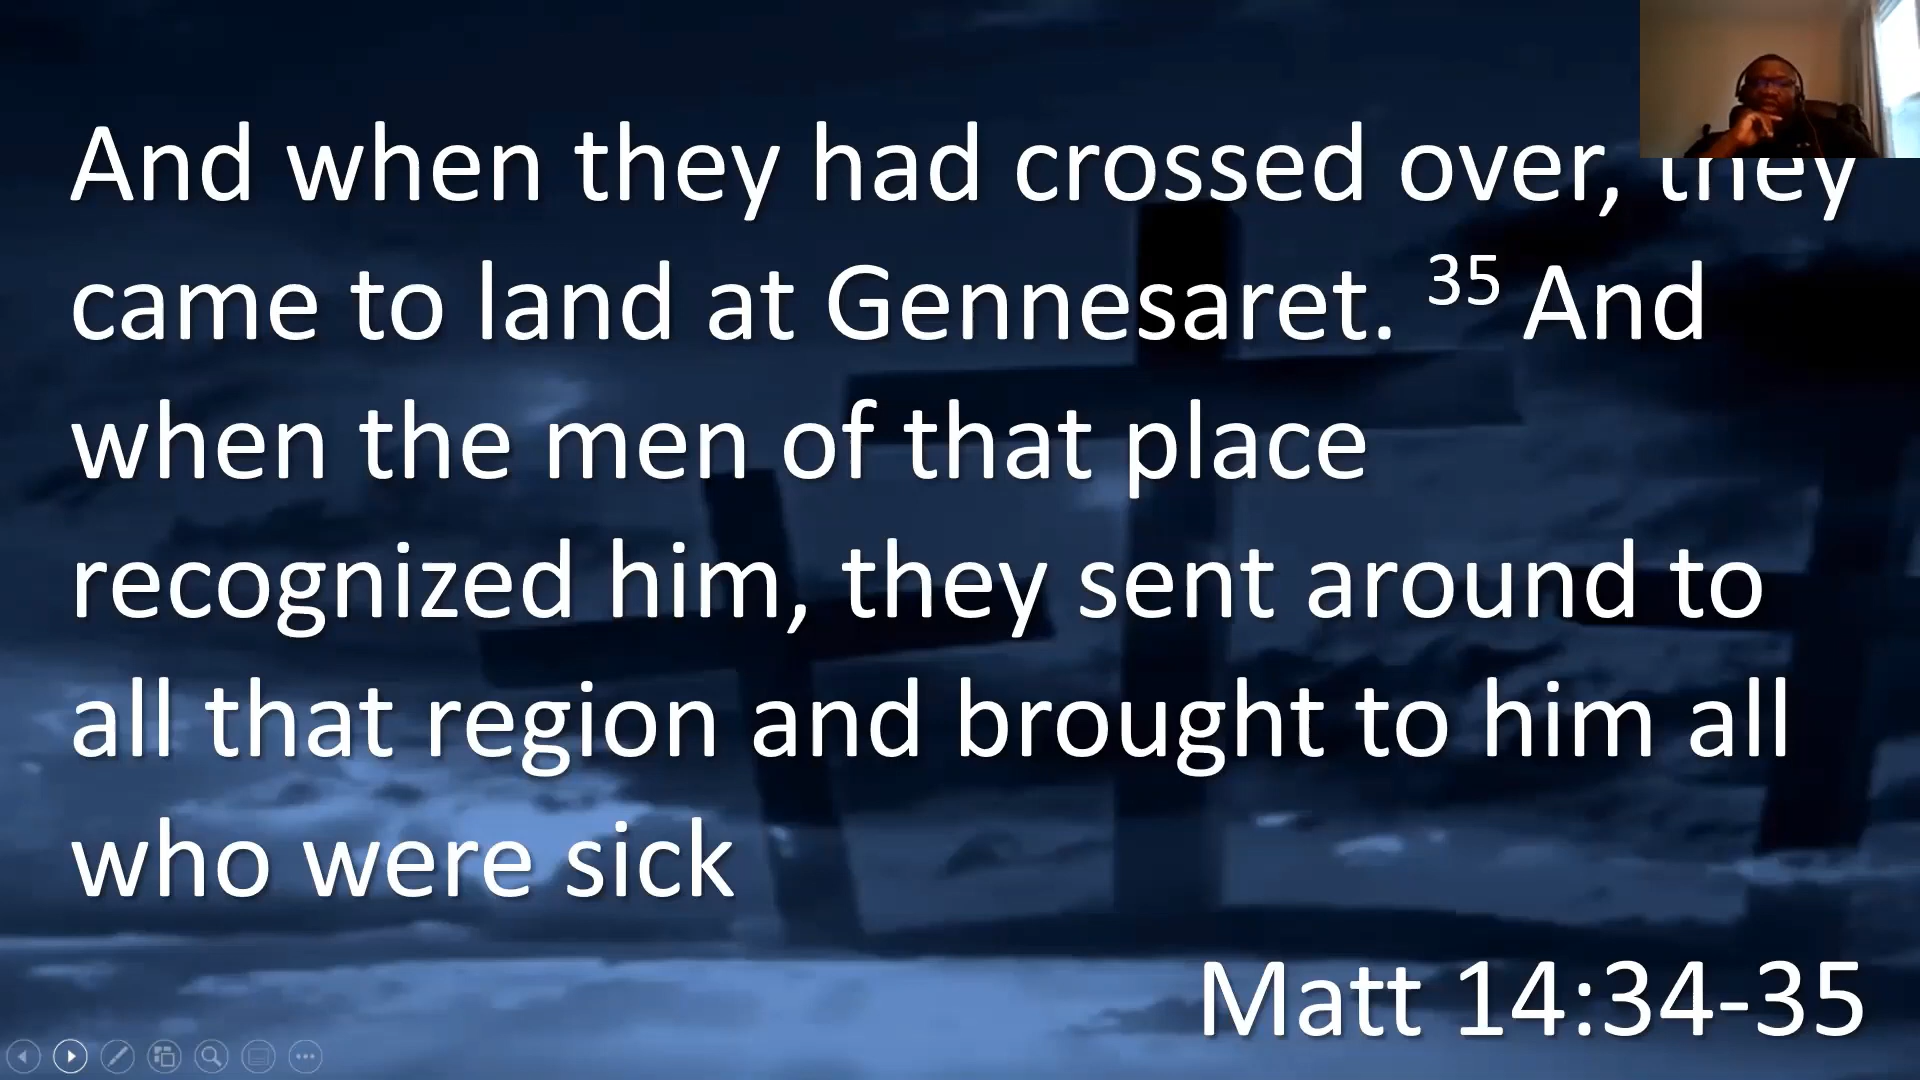 And when they had crossed over, they
came to land at Gennesaret. 35 And
when the men of that place
recognized him, they sent around to
all that region and brought to him all
who were sick
Matt 14:34-35